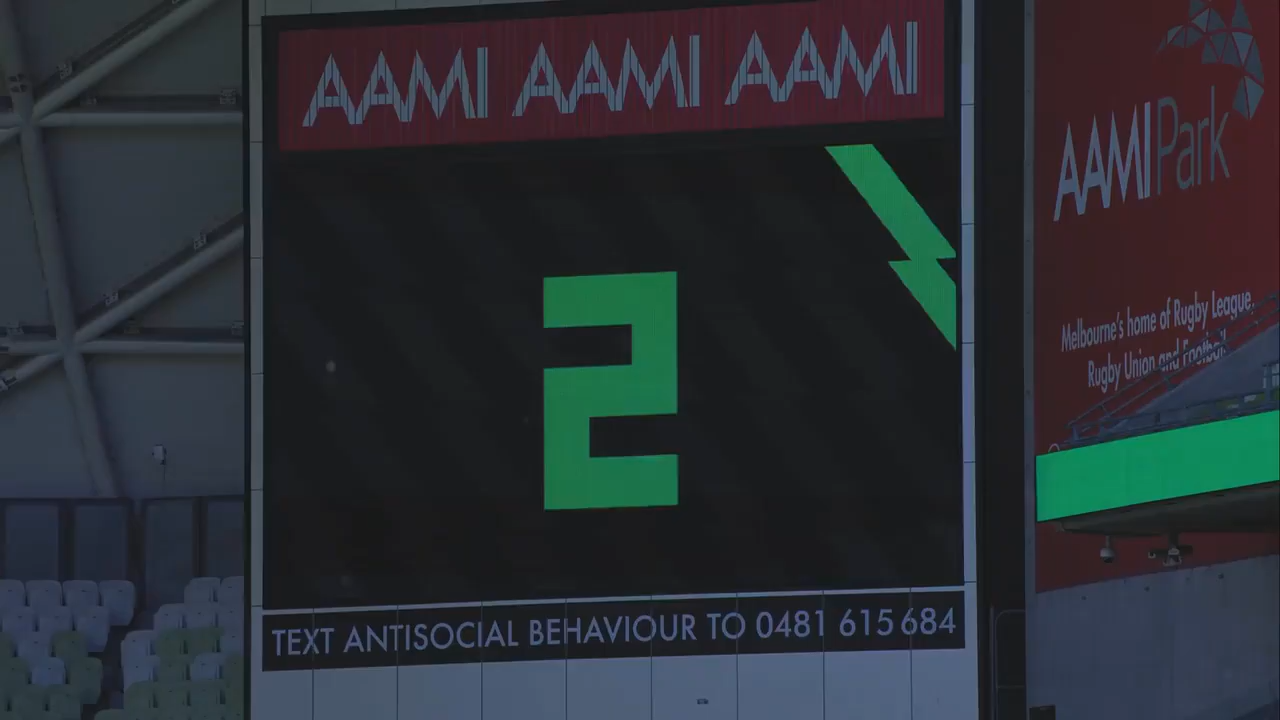 AAMI AAMI AAMI
2
TEXT ANTISOCIAL BEHAVIOUR TO 0481 615 684
AAMI Park
Melbourne's home of Rugby League,
Rugby Union and Football